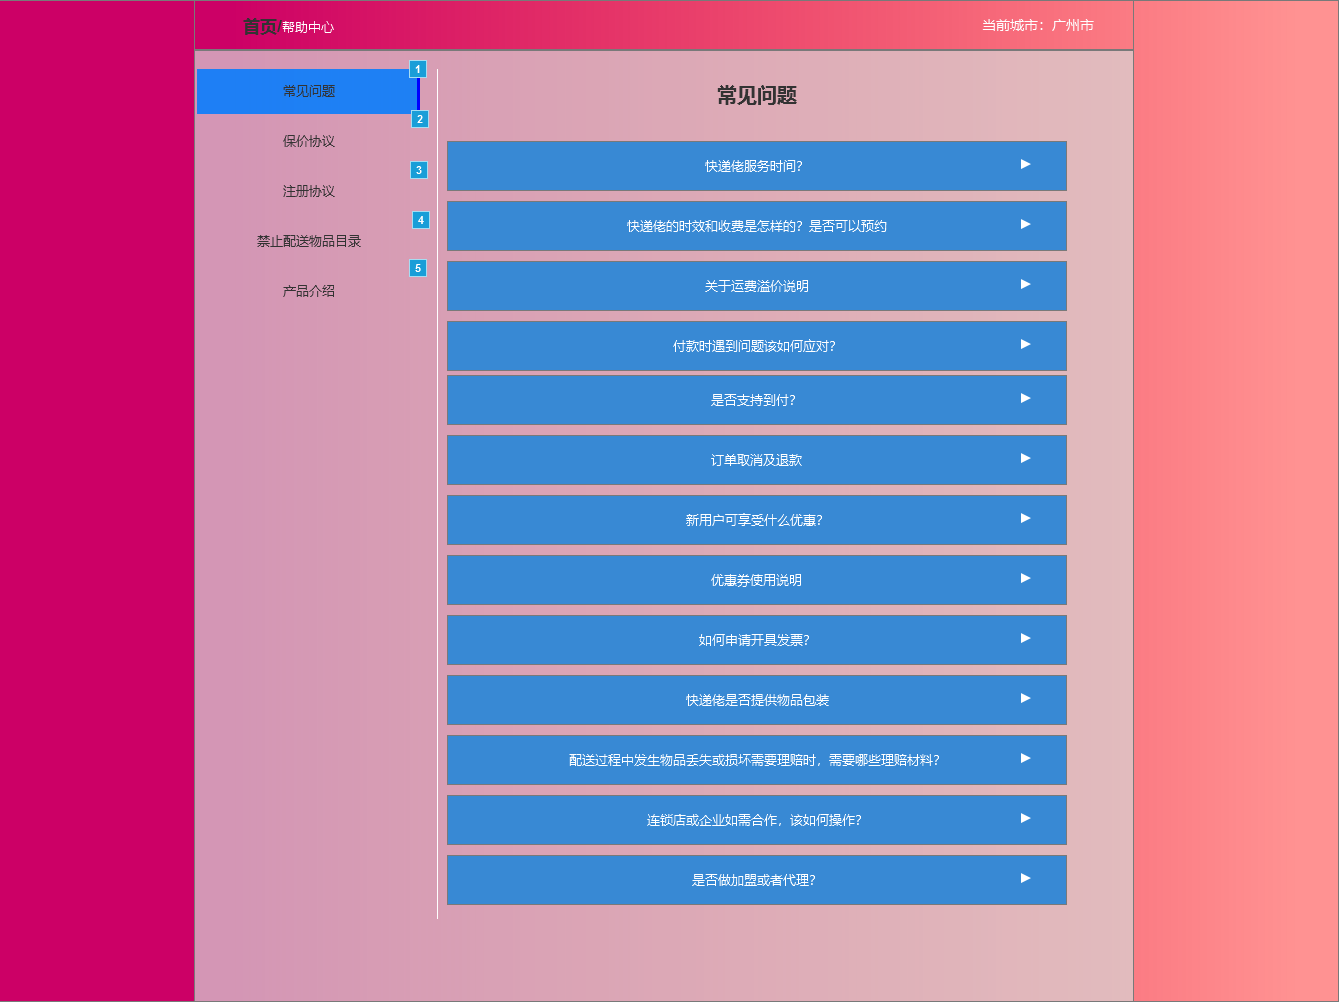 首页/帮助中心
当前城市：广州市
常见问题
1
保价协议
2
注册协议
3
禁止配送物品目录
4
产品介绍
5
常见问题
快递佬服务时间？
▶
快递佬的时效和收费是怎样的？是否可以预约
▶
关于运费溢价说明
▶
付款时遇到问题该如何应对？
▶
是否支持到付？
▶
订单取消及退款
▶
新用户可享受什么优惠？
▶
优惠券使用说明
▶
如何申请开具发票？
▶
快递佬是否提供物品包装
▶
配送过程中发生物品丢失或损坏需要理赔时，需要哪些理赔材料？
▶
连锁店或企业如需合作，该如何操作？
▶
是否做加盟或者代理？
▶